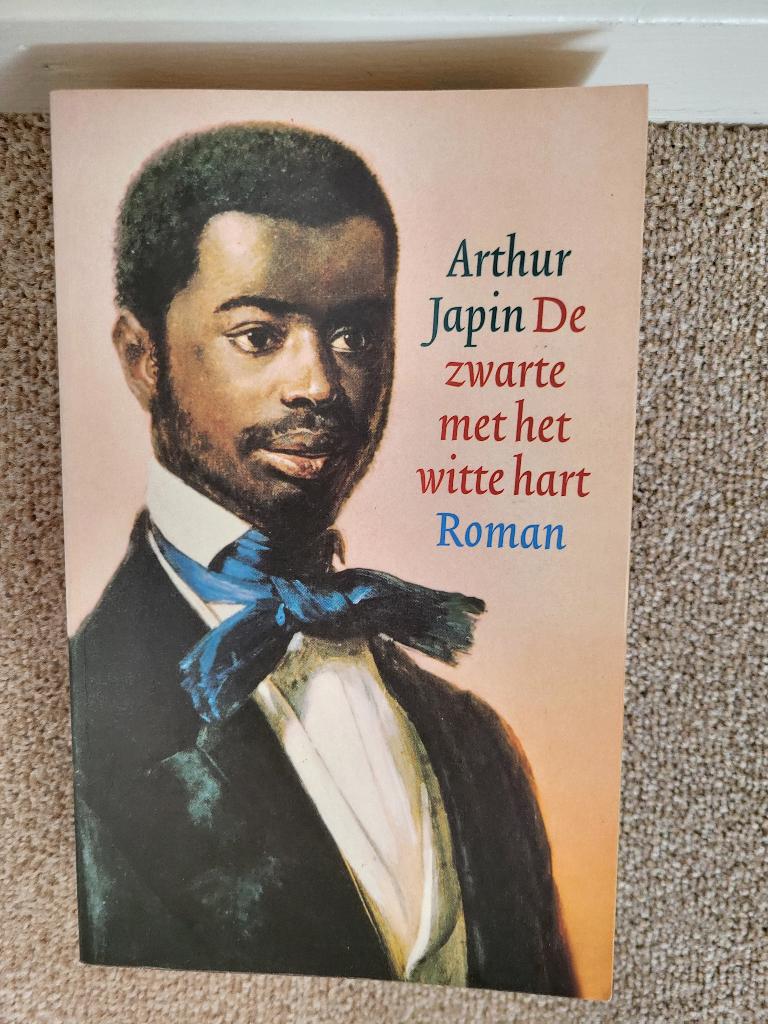 Arthur
Japin De
zwarte
met het
witte hart
Roman